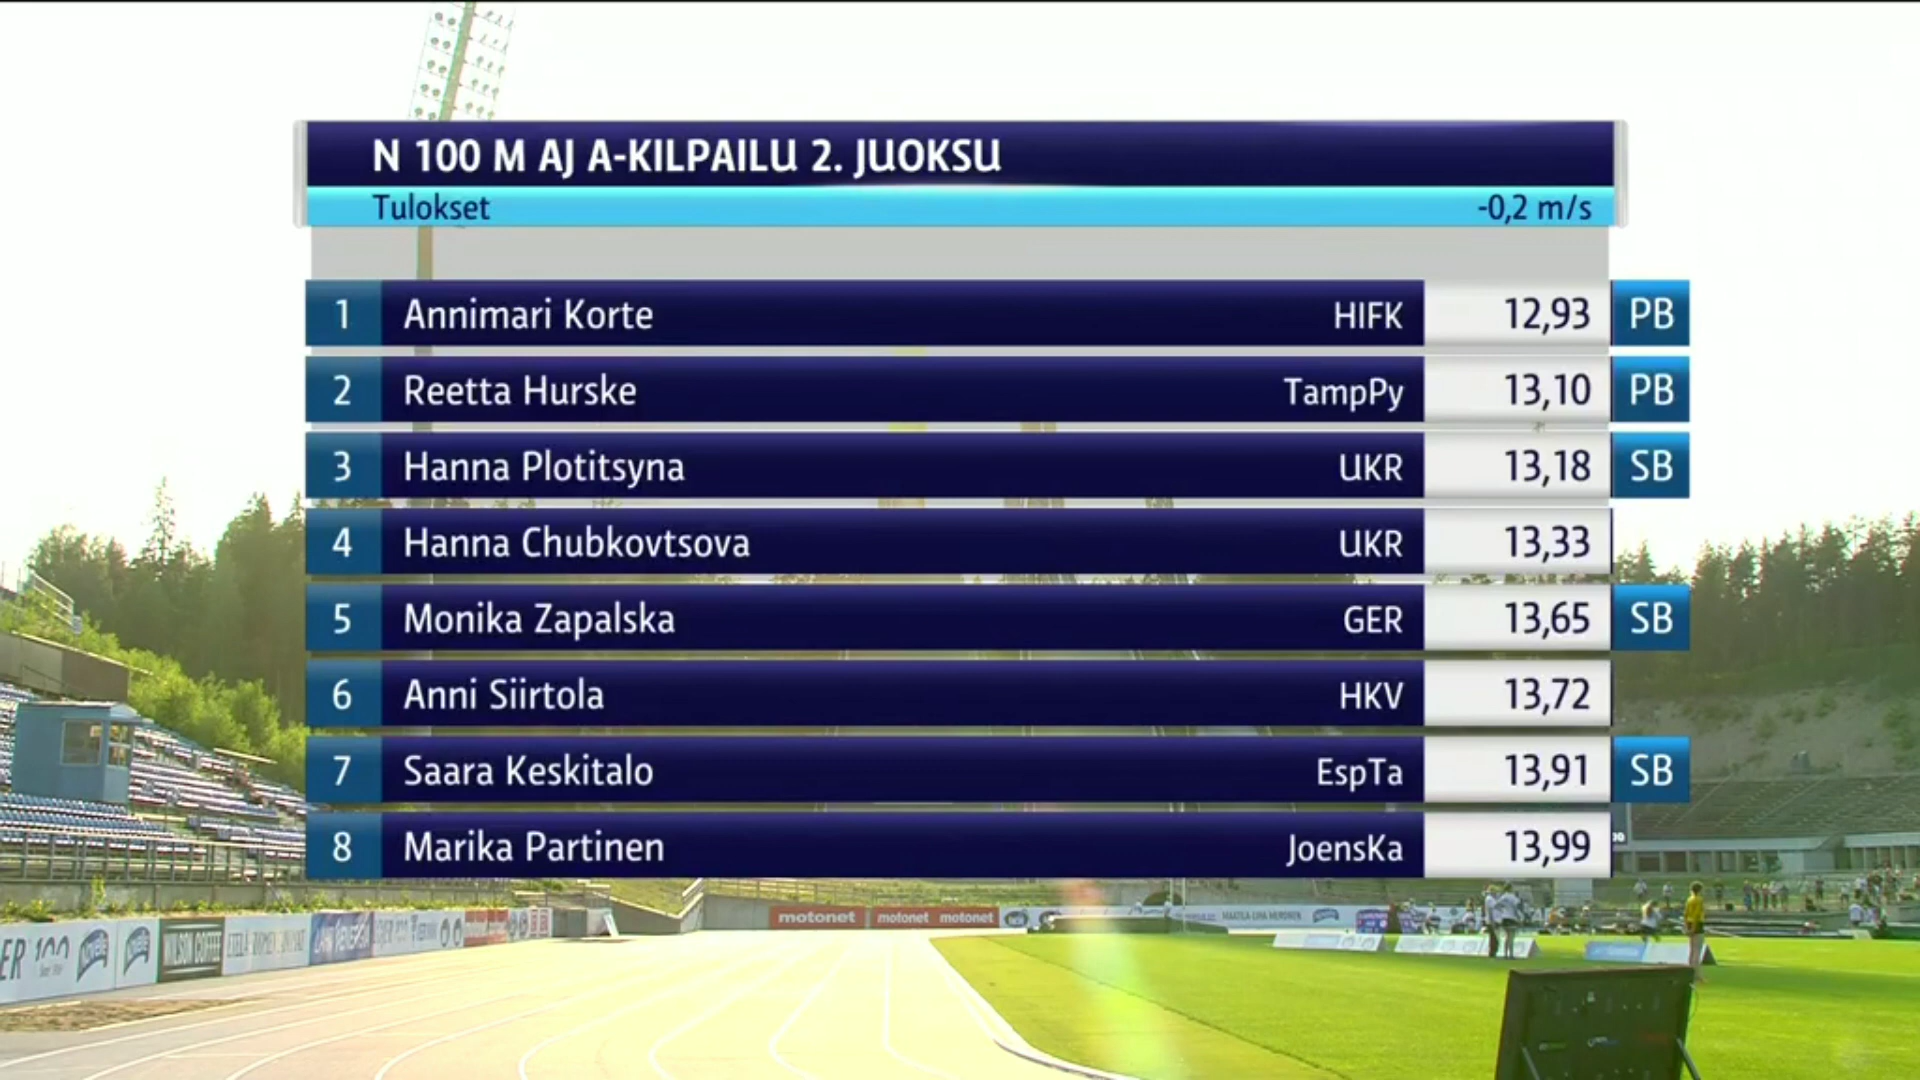 N 100 M AJ A-KILPAILU 2. JUOKSU
Tulokset -0,2 m/s
1 Annimari Korte HIFK 12,93 PB
2 Reetta Hurske TampPy 13,10 PB
3 Hanna Plotitsyna UKR 13,18 SB
4 Hanna Chubkovtsova UKR 13,33
5 Monika Zapalska GER 13,65 SB
6 Anni Siirtola HKV 13,72
7 Saara Keskitalo EspTa 13,91 SB
8 Marika Partinen JoensKa 13,99
motonet motonet motonet
WILSON COFFEE